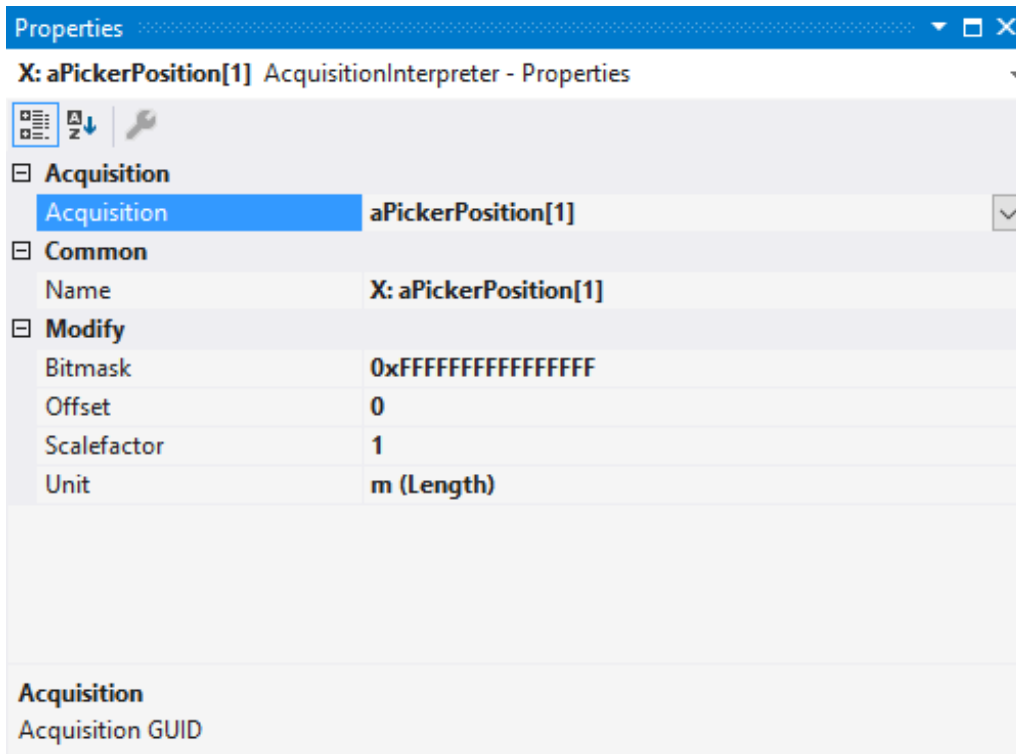 Properties
X: aPickerPosition[1] AcquisitionInterpreter - Properties
Acquisition
Acquisition aPickerPosition[1]
Common
Name X: aPickerPosition[1]
Modify
Bitmask 0xFFFFFFFFFFFFFFFF
Offset 0
Scalefactor 1
Unit m (Length)
Acquisition
Acquisition GUID